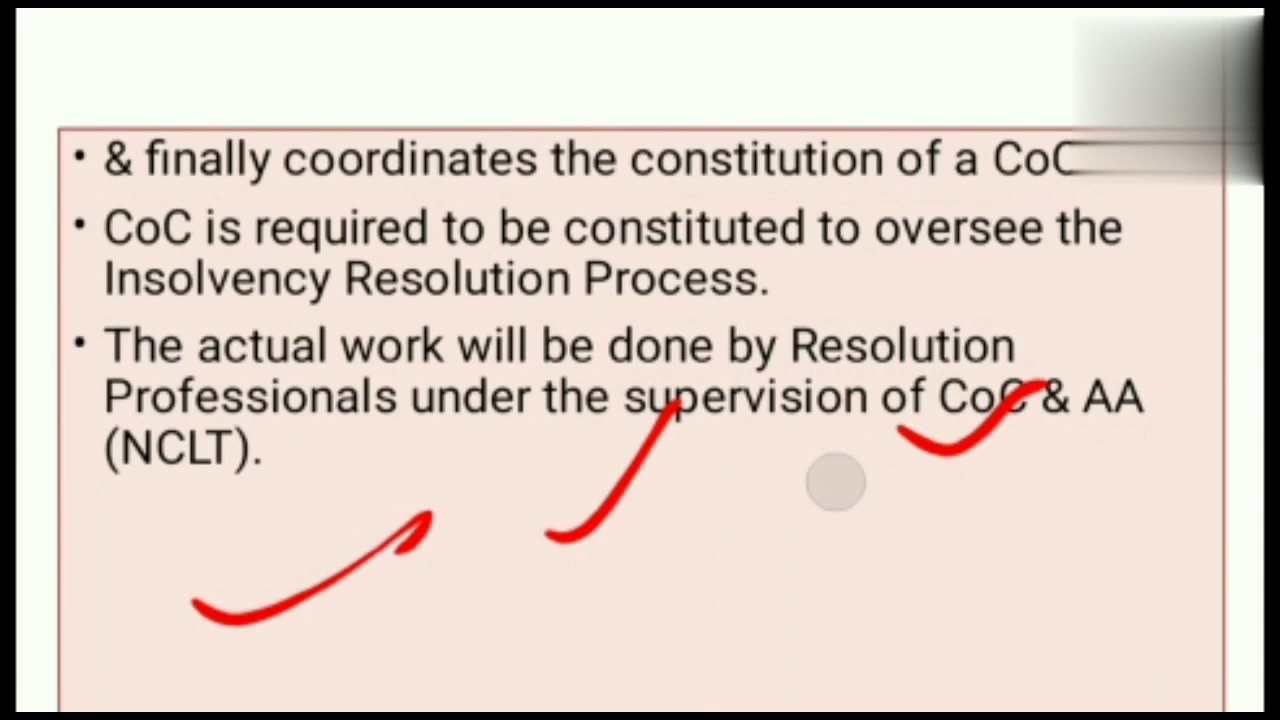 • & finally coordinates the constitution of a CoC
• CoC is required to be constituted to oversee the
Insolvency Resolution Process.
• The actual work will be done by Resolution
Professionals under the supervision of CoC & AA
(NCLT).